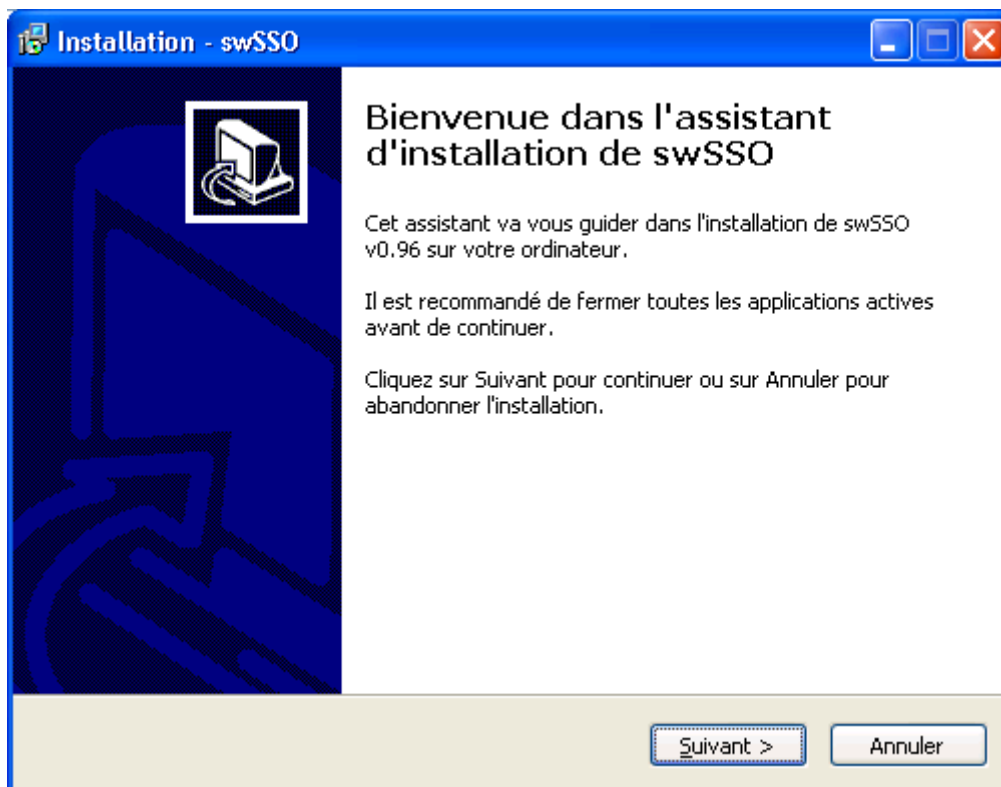 Installation - swSSO
Bienvenue dans l'assistant
d'installation de swSSO
Cet assistant va vous guider dans l'installation de swSSO
v0.96 sur votre ordinateur.
Il est recommandé de fermer toutes les applications actives
avant de continuer.
Cliquez sur Suivant pour continuer ou sur Annuler pour
abandonner l'installation.
Suivant >
Annuler